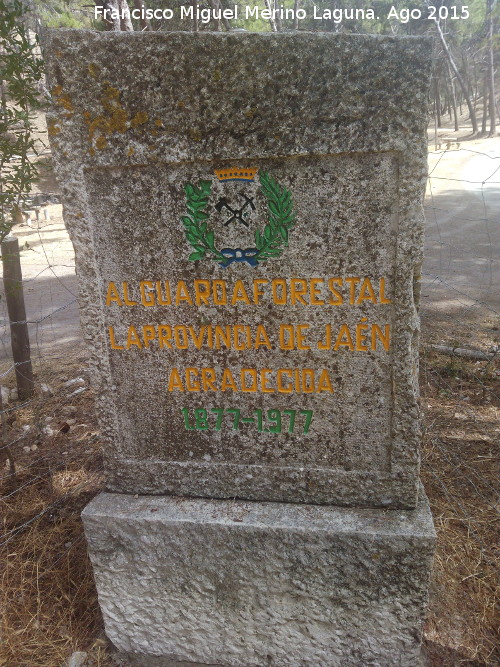 Francisco Miguel Merino Laguna. Ago 2015
AL GUARDA FORESTAL
LA PROVINCIA DE JAÉN
AGRADECIDA
1877-1977